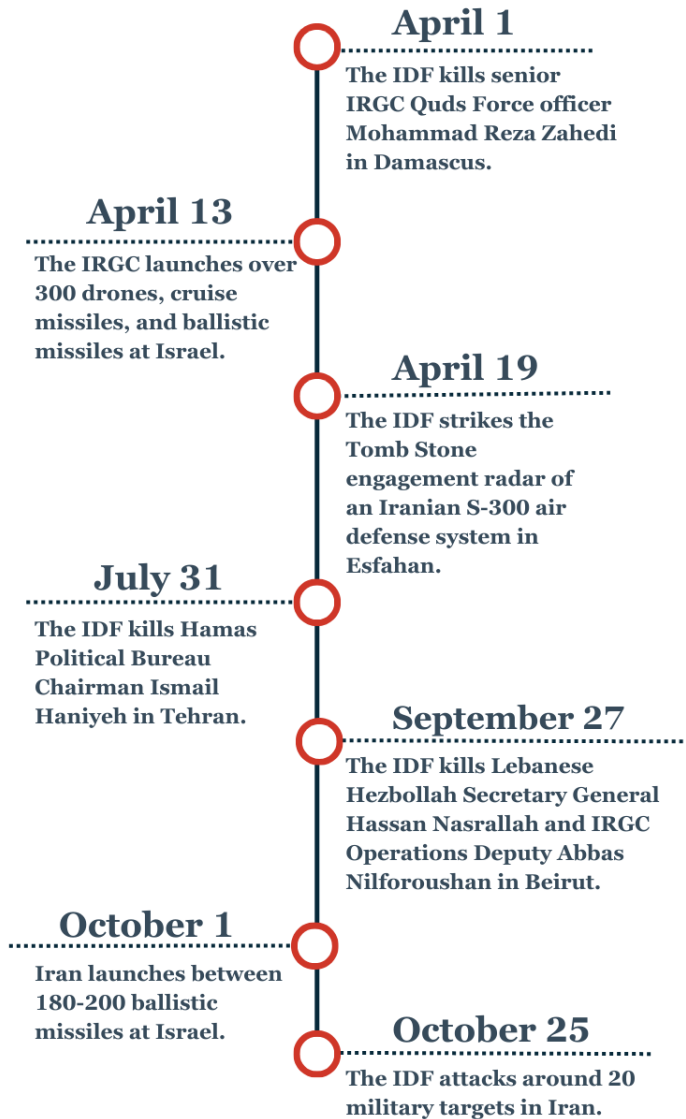 April 1
The IDF kills senior
IRGC Quds Force officer
Mohammad Reza Zahedi
in Damascus.
April 13
The IRGC launches over
300 drones, cruise
missiles, and ballistic
missiles at Israel.
April 19
The IDF strikes the
Tomb Stone
engagement radar of
an Iranian S-300 air
defense system in
Esfahan.
July 31
The IDF kills Hamas
Political Bureau
Chairman Ismail
Haniyeh in Tehran.
September 27
The IDF kills Lebanese
Hezbollah Secretary General
Hassan Nasrallah and IRGC
Operations Deputy Abbas
Nilforoushan in Beirut.
October 1
Iran launches between
180-200 ballistic
missiles at Israel.
October 25
The IDF attacks around 20
military targets in Iran.